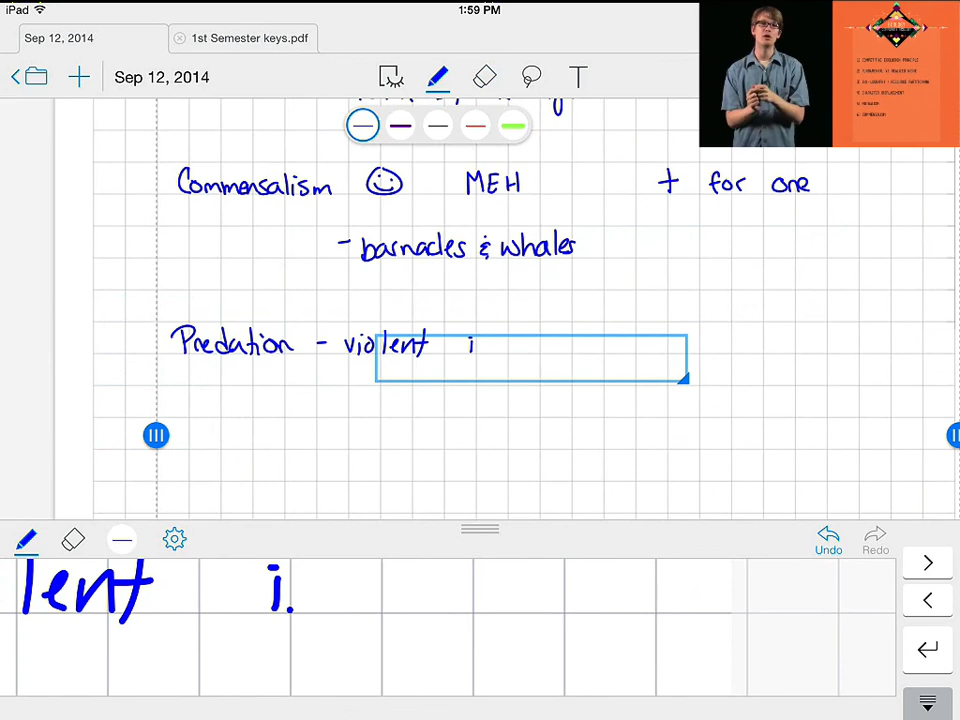 iPad 1:59 PM
Sep 12, 2014 1st Semester keys.pdf
Sep 12, 2014 T
Commensalism MEH + for one
- barnacles & whales
Predation - violent i
Undo Redo
lent i.